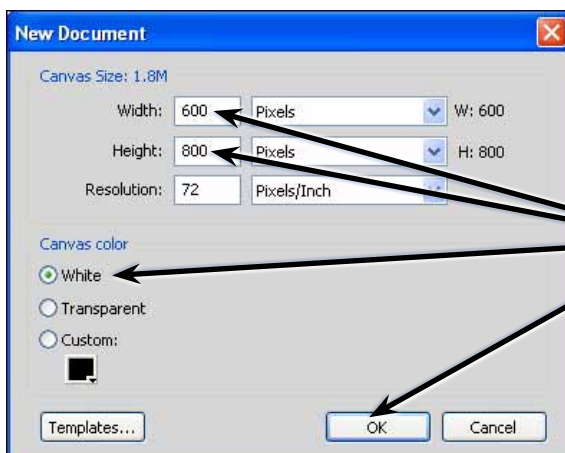 New Document
Canvas Size: 1.8M
Width: 600 Pixels W: 600
Height: 800 Pixels H: 800
Resolution: 72 Pixels/Inch
Canvas color
White
Transparent
Custom:
Templates... OK Cancel